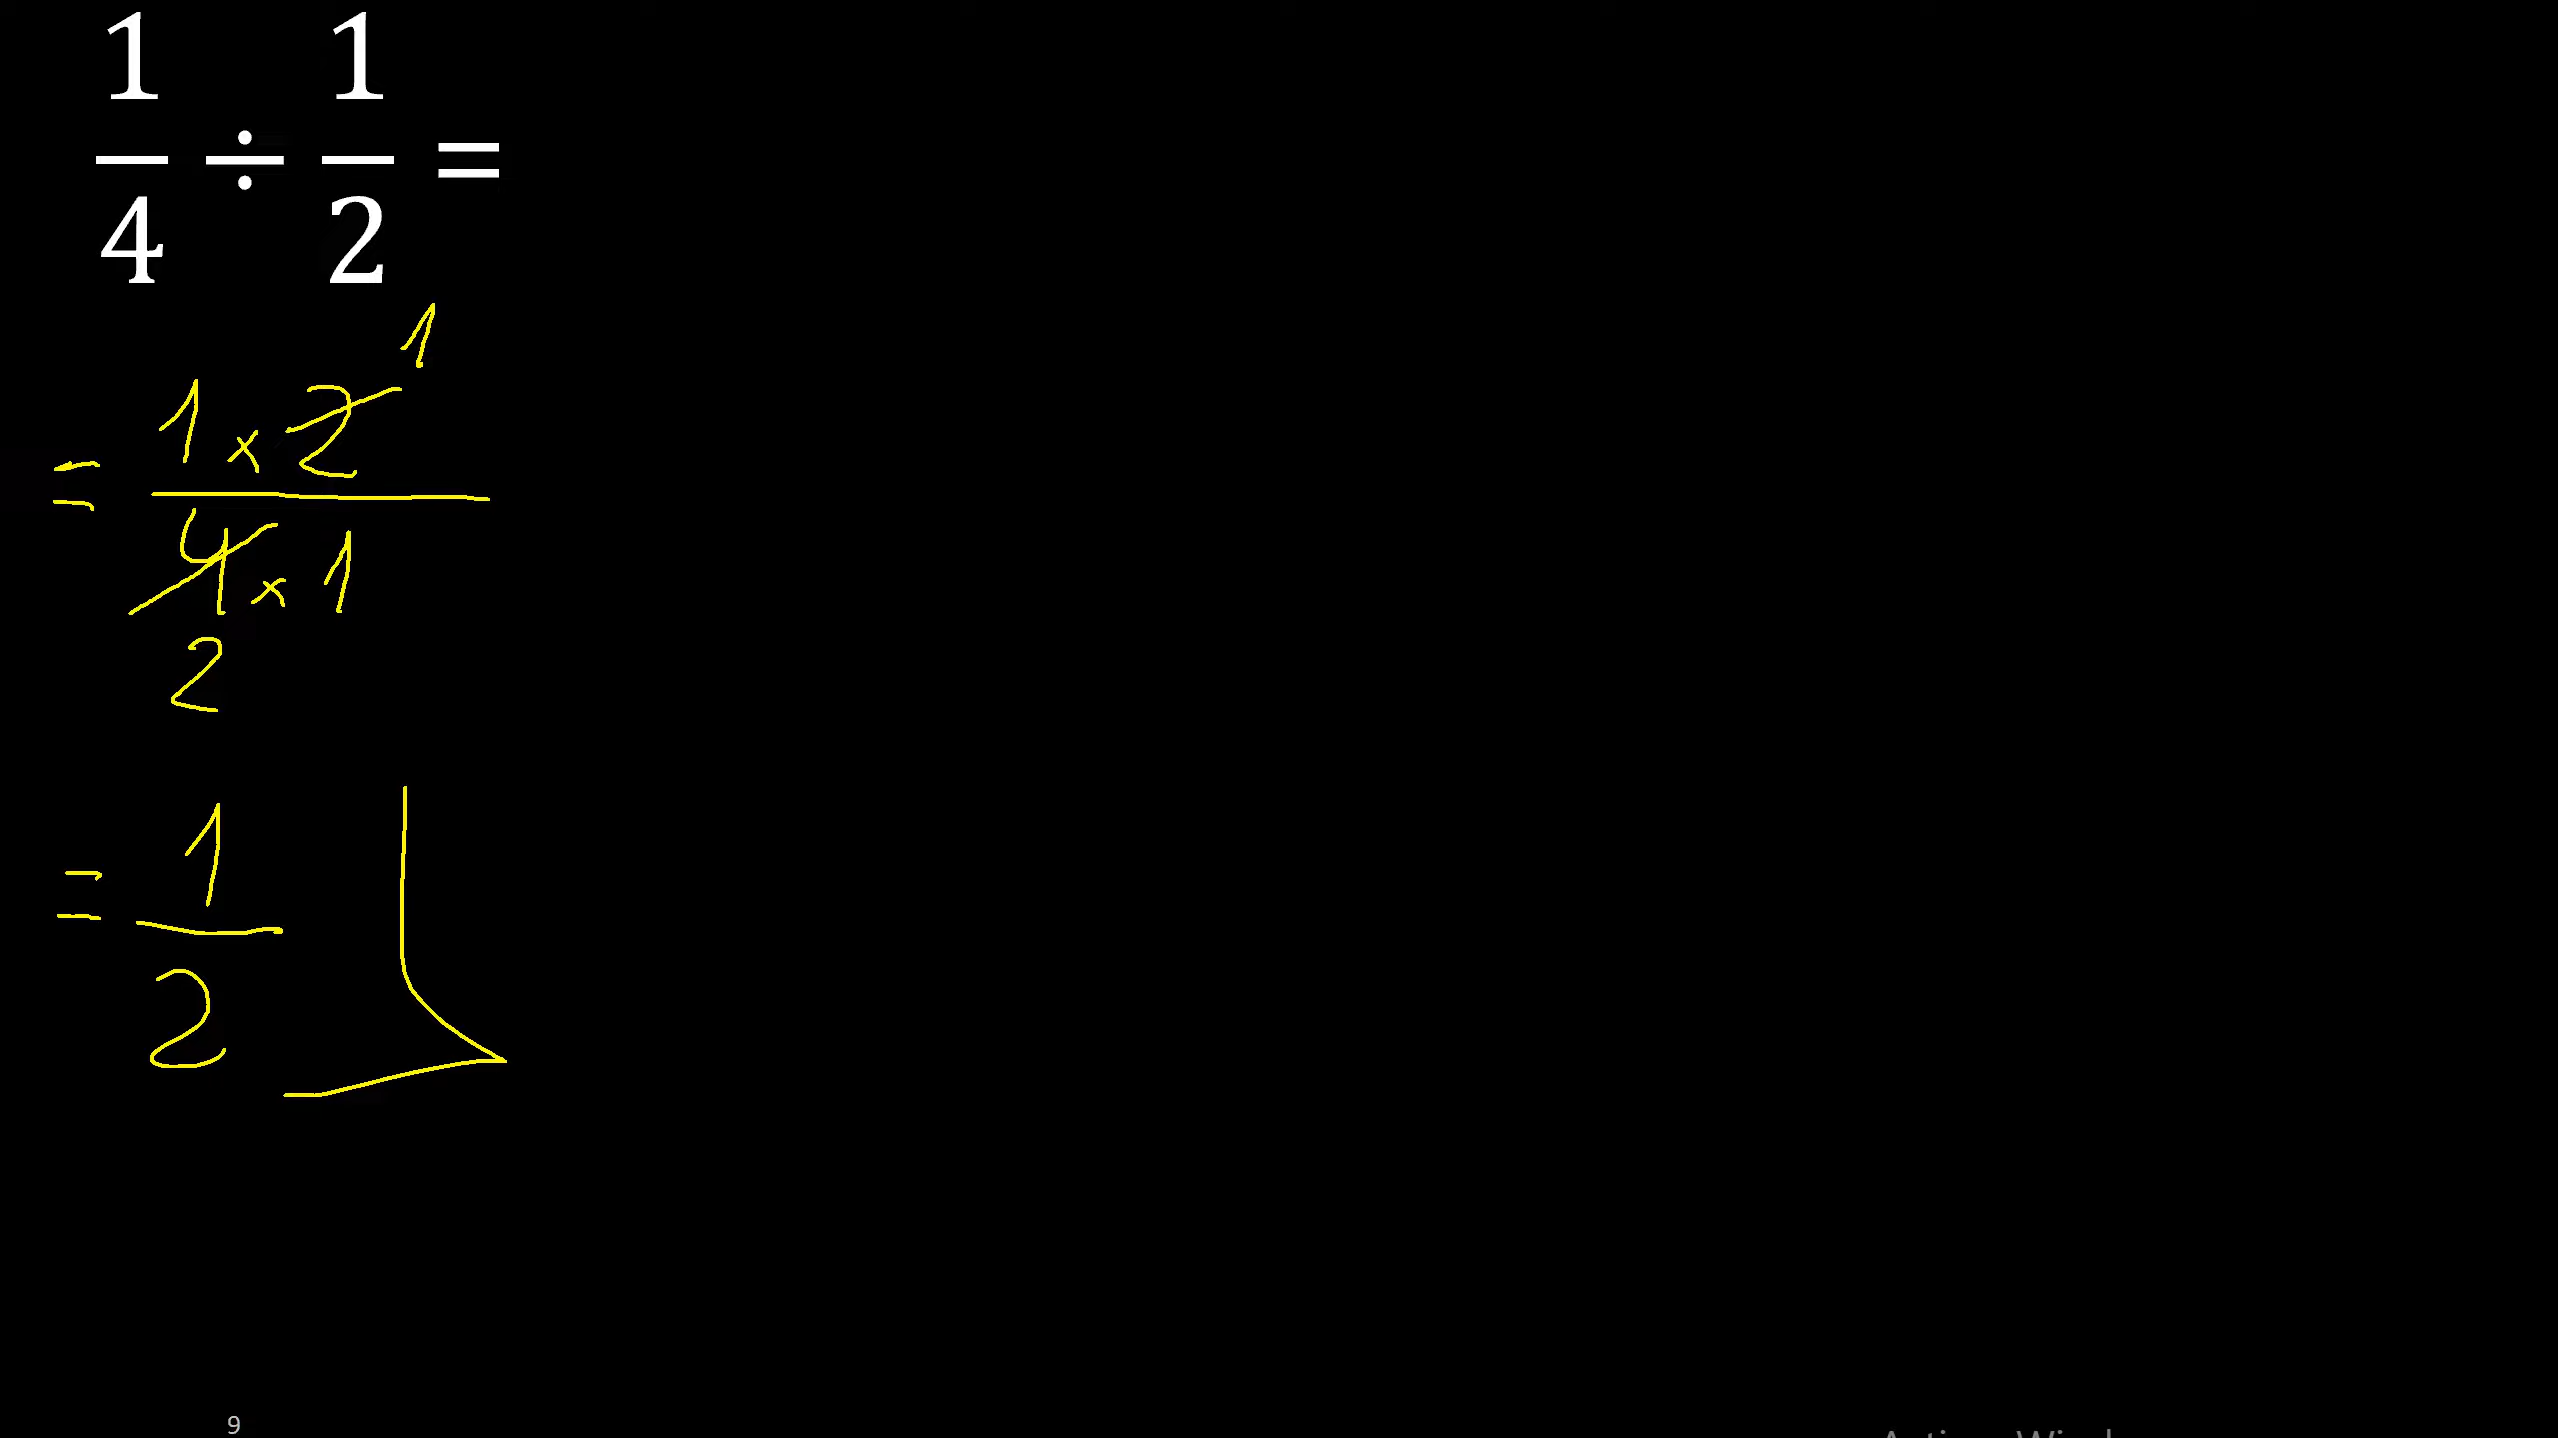 1/4 ÷ 1/2 =
1
= 1 x 2
4 x 1
2
= 1/2
9